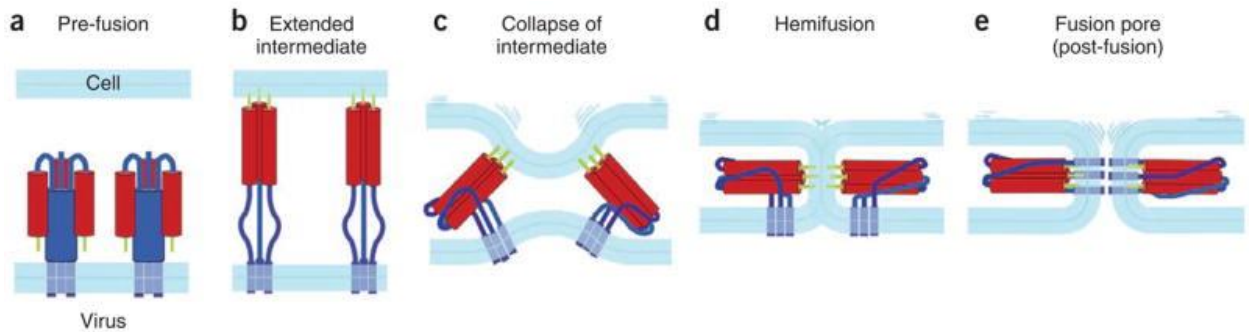 a
Pre-fusion
b
Extended
intermediate
c
Collapse of
intermediate
d
Hemifusion
e
Fusion pore
(post-fusion)
Cell
Virus